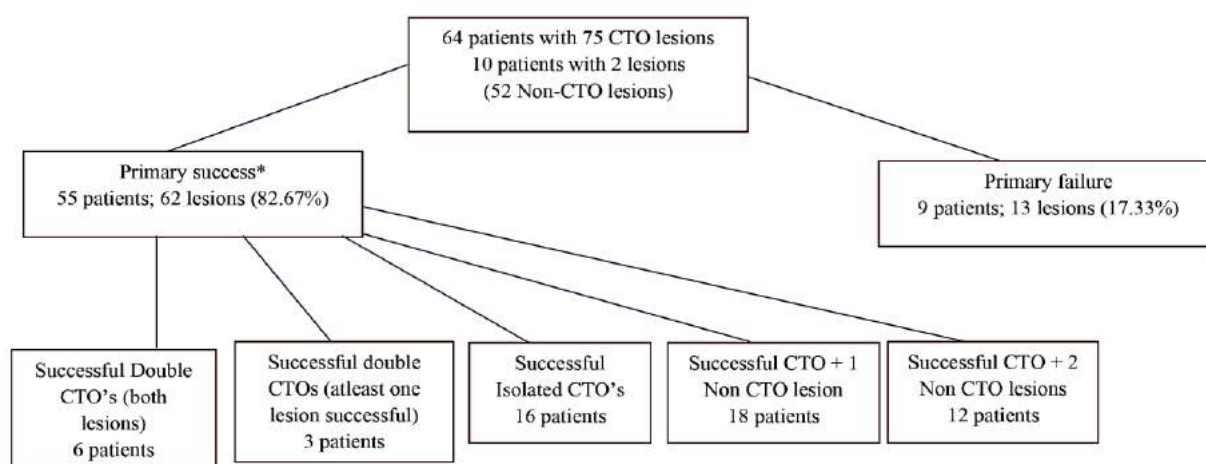 64 patients with 75 CTO lesions
10 patients with 2 lesions
(52 Non-CTO lesions)
Primary success*
55 patients; 62 lesions (82.67%)
Primary failure
9 patients; 13 lesions (17.33%)
Successful Double
CTO's (both
lesions)
6 patients
Successful double
CTOs (atleast one
lesion successful)
3 patients
Successful
Isolated CTO's
16 patients
Successful CTO + 1
Non CTO lesion
18 patients
Successful CTO + 2
Non CTO lesions
12 patients